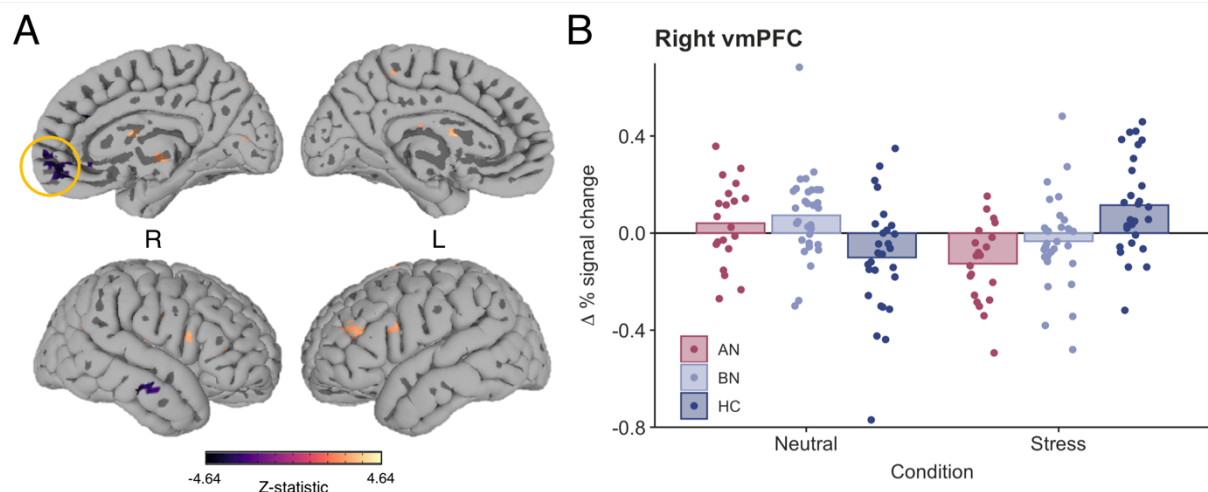 A
R
L
-4.64
4.64
Z-statistic
B
Right vmPFC
Δ % signal change
0.4
0.0
-0.4
-0.8
AN
BN
HC
Neutral
Stress
Condition